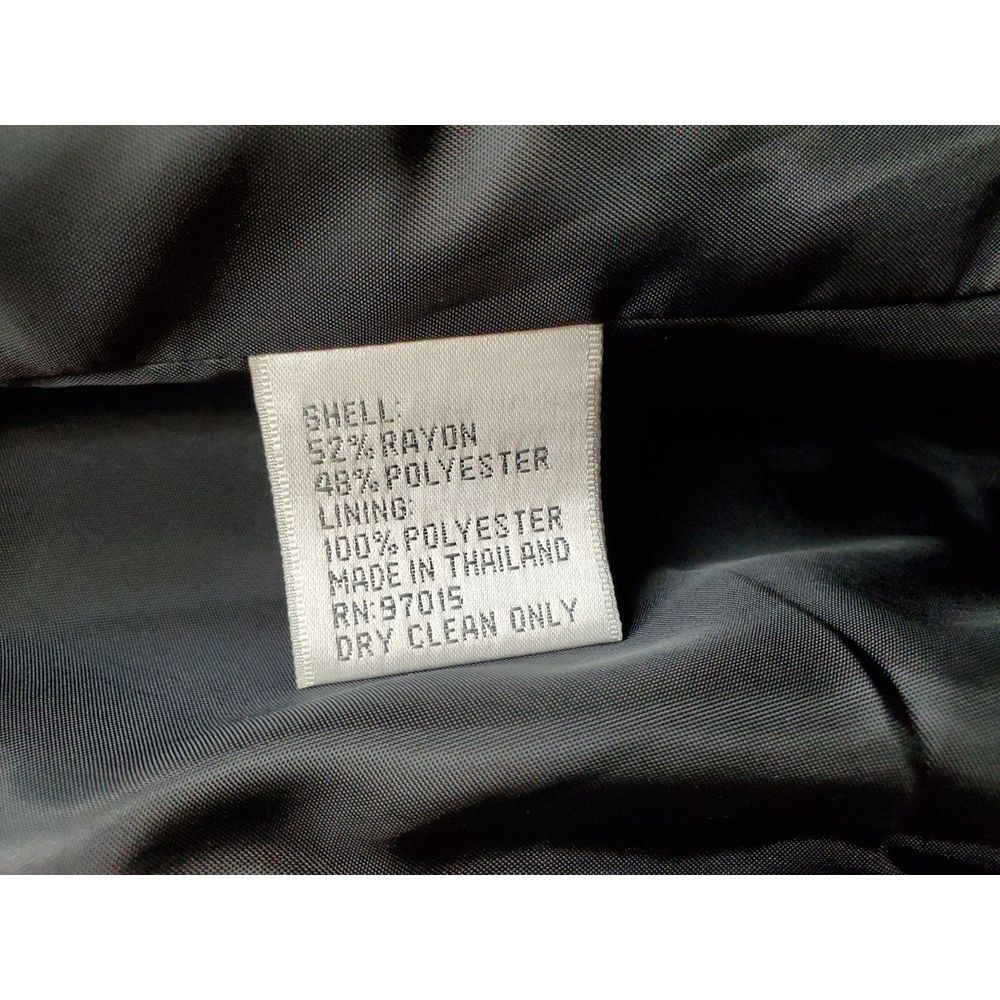 SHELL:
52% RAYON
48% POLYESTER
LINING:
100% POLYESTER
MADE IN THAILAND
RN:97015
DRY CLEAN ONLY